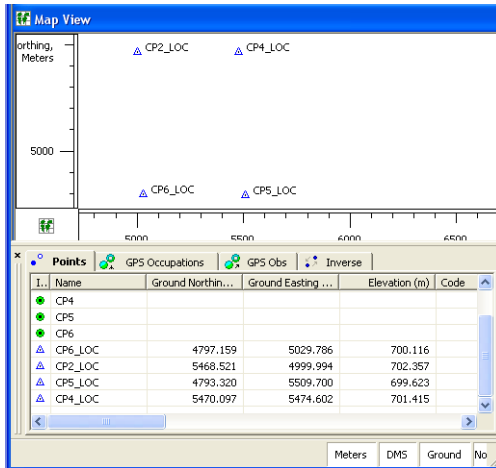 Map View
orthing,
Meters
CP2_LOC CP4_LOC
5000
CP6_LOC CP5_LOC
5000 5500 6000 6500
× Points GPS Occupations GPS Obs Inverse
I.. Name Ground Northin... Ground Easting ... Elevation (m) Code
CP4
CP5
CP6
CP6_LOC 4797.159 5029.786 700.116
CP2_LOC 5468.521 4999.994 702.357
CP5_LOC 4793.320 5509.700 699.623
CP4_LOC 5470.097 5474.602 701.415
Meters DMS Ground No